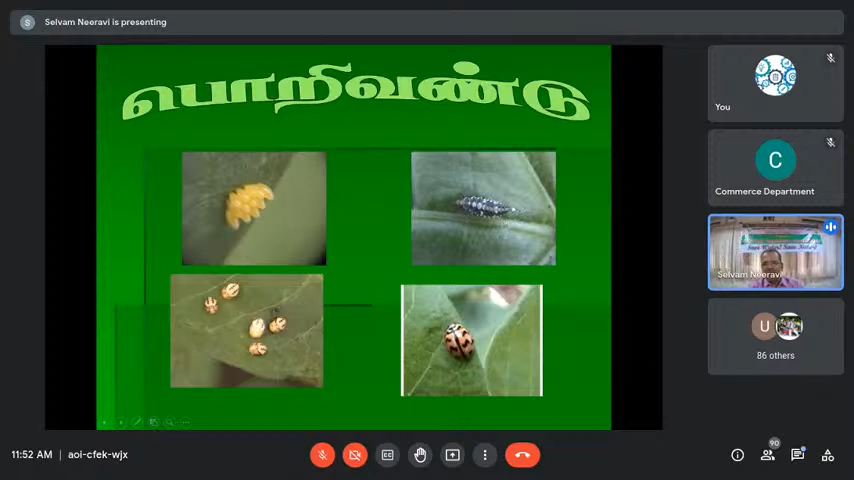 Selvam Neeravi is presenting
S
பொறிவண்டு
You
C
Commerce Department
Selvam Neeravi
U
86 others
11:52 AM | aoi-cfek-wjx
CC
90